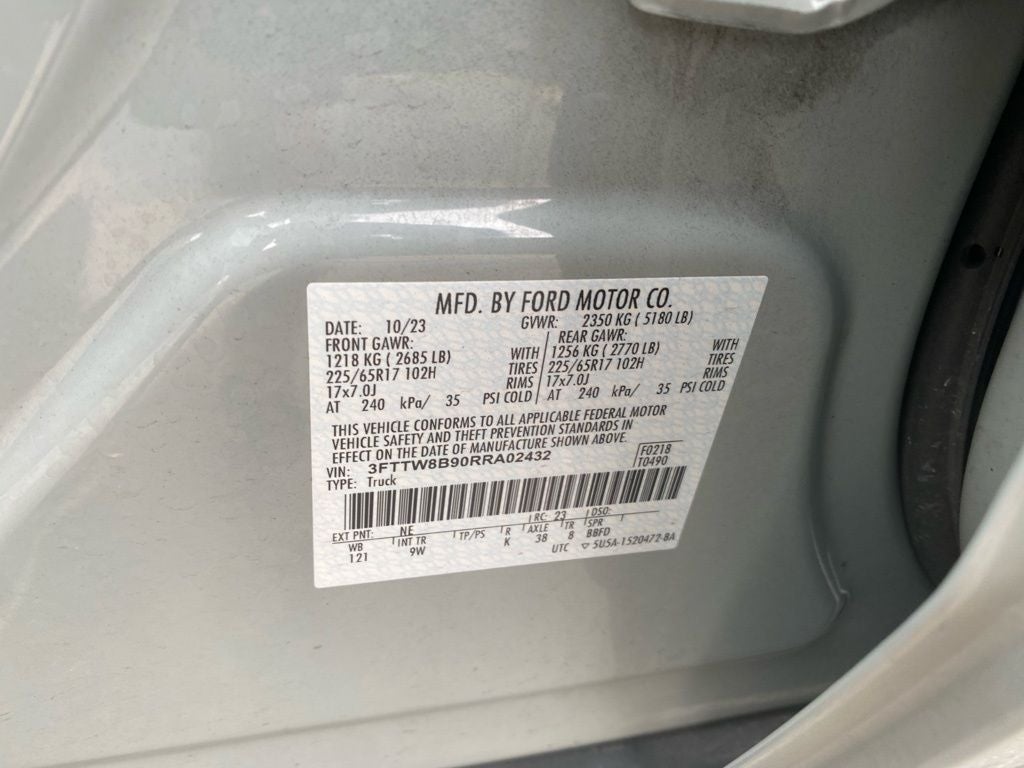 MFD. BY FORD MOTOR CO.
DATE: 10/23 GVWR: 2350 KG ( 5180 LB)
FRONT GAWR: REAR GAWR:
1218 KG ( 2685 LB) WITH 1256 KG ( 2770 LB) WITH
225/65R17 102H TIRES 225/65R17 102H TIRES
17x7.0J RIMS 17x7.0J RIMS
AT 240 kPa/ 35 PSI COLD AT 240 kPa/ 35 PSI COLD
THIS VEHICLE CONFORMS TO ALL APPLICABLE FEDERAL MOTOR
VEHICLE SAFETY AND THEFT PREVENTION STANDARDS IN
EFFECT ON THE DATE OF MANUFACTURE SHOWN ABOVE.
VIN: 3FTTW8B90RRA02432 F0218
TYPE: Truck T0490
EXT PNT: NE RC: 23 DSO:
WB INT TR TP/PS R AXLE TR SPR
121 9W K 38 8 BBFD
UTC ▽ 5U5A-1520472-BA